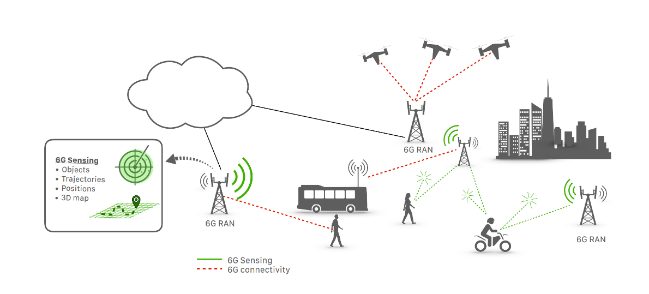 6G RAN
6G Sensing
• Objects
• Trajectories
• Positions
• 3D map
6G RAN
6G RAN
6G Sensing
6G connectivity